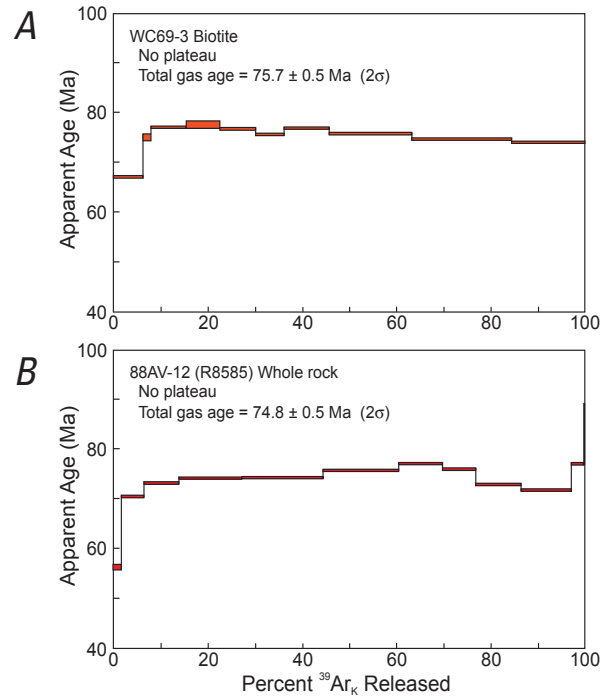 A
WC69-3 Biotite
No plateau
Total gas age = 75.7 ± 0.5 Ma (2σ)
Apparent Age (Ma)
100
80
60
40
0 20 40 60 80 100
B
88AV-12 (R8585) Whole rock
No plateau
Total gas age = 74.8 ± 0.5 Ma (2σ)
Apparent Age (Ma)
100
80
60
40
0 20 40 60 80 100
Percent ³⁹Arₖ Released